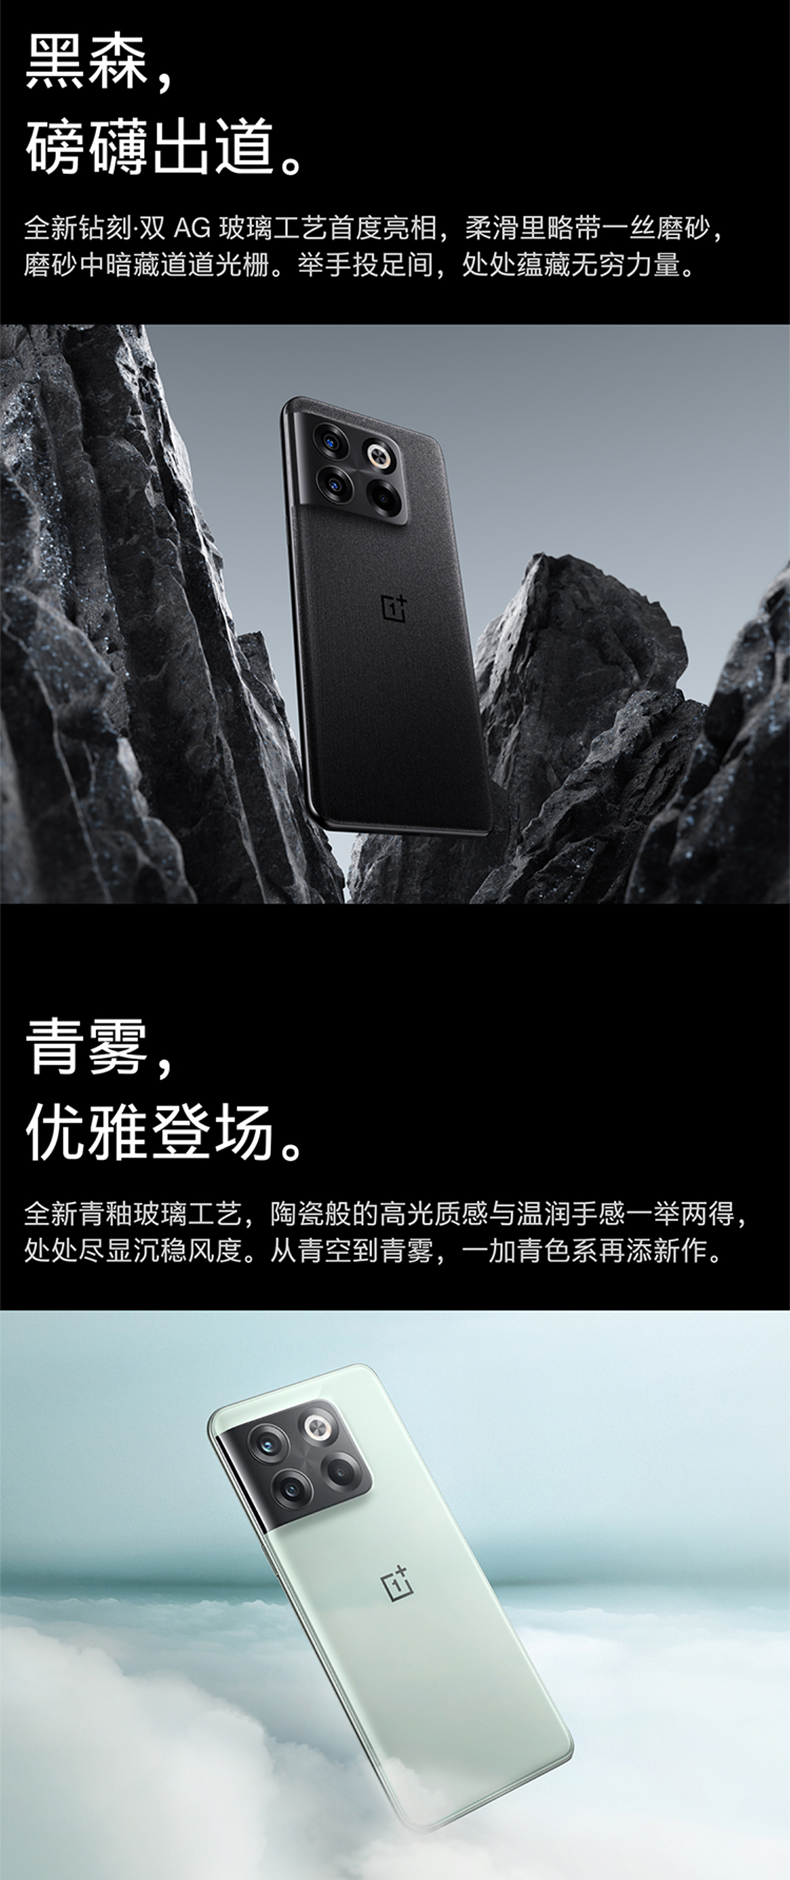 黑森，
磅礴出道。
全新钻刻·双 AG 玻璃工艺首度亮相，柔滑里略带一丝磨砂，
磨砂中暗藏道道光栅。举手投足间，处处蕴藏无穷力量。
1+
青雾，
优雅登场。
全新青釉玻璃工艺，陶瓷般的高光质感与温润手感一举两得，
处处尽显沉稳风度。从青空到青雾，一加青色系再添新作。
1+